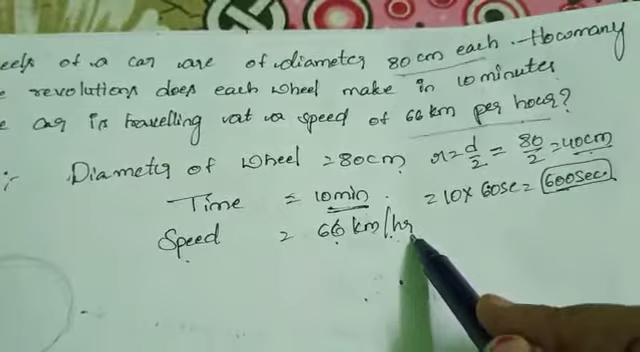 eels of a car are of diameter 80cm each. How many
e revolutions does each wheel make in 10 minutes
e car is travelling at a speed of 66 km per hour?
:- Diameter of wheel = 80cm r = d/2 = 80/2 = 40cm
Time = 10min. = 10 x 60sec = 600sec.
Speed = 66 km/hr